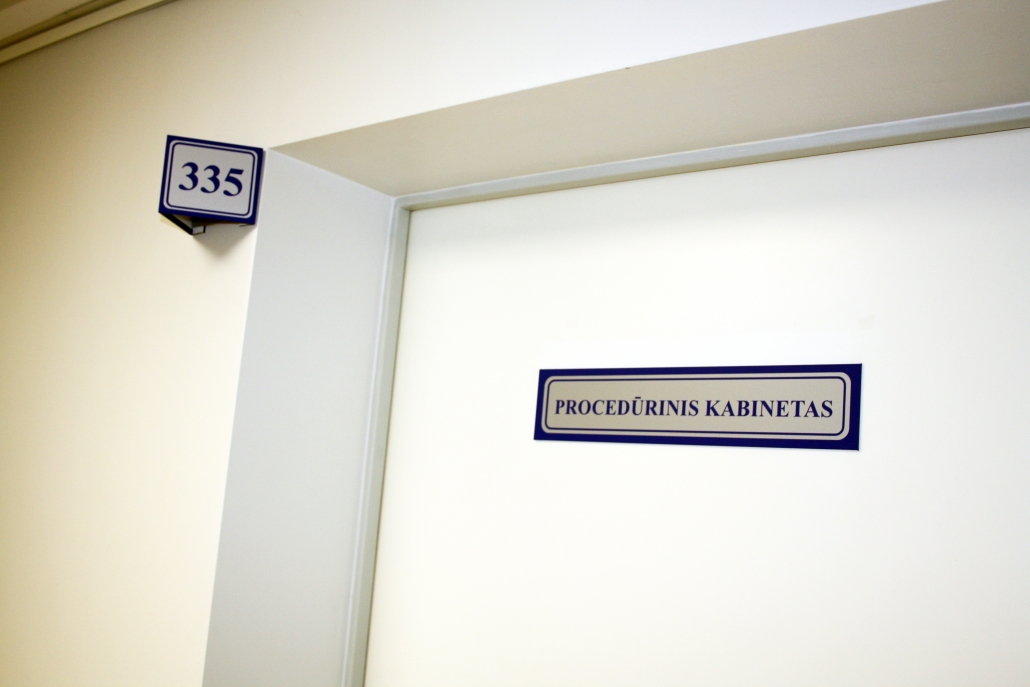 335
PROCEDŪRINIS KABINETAS